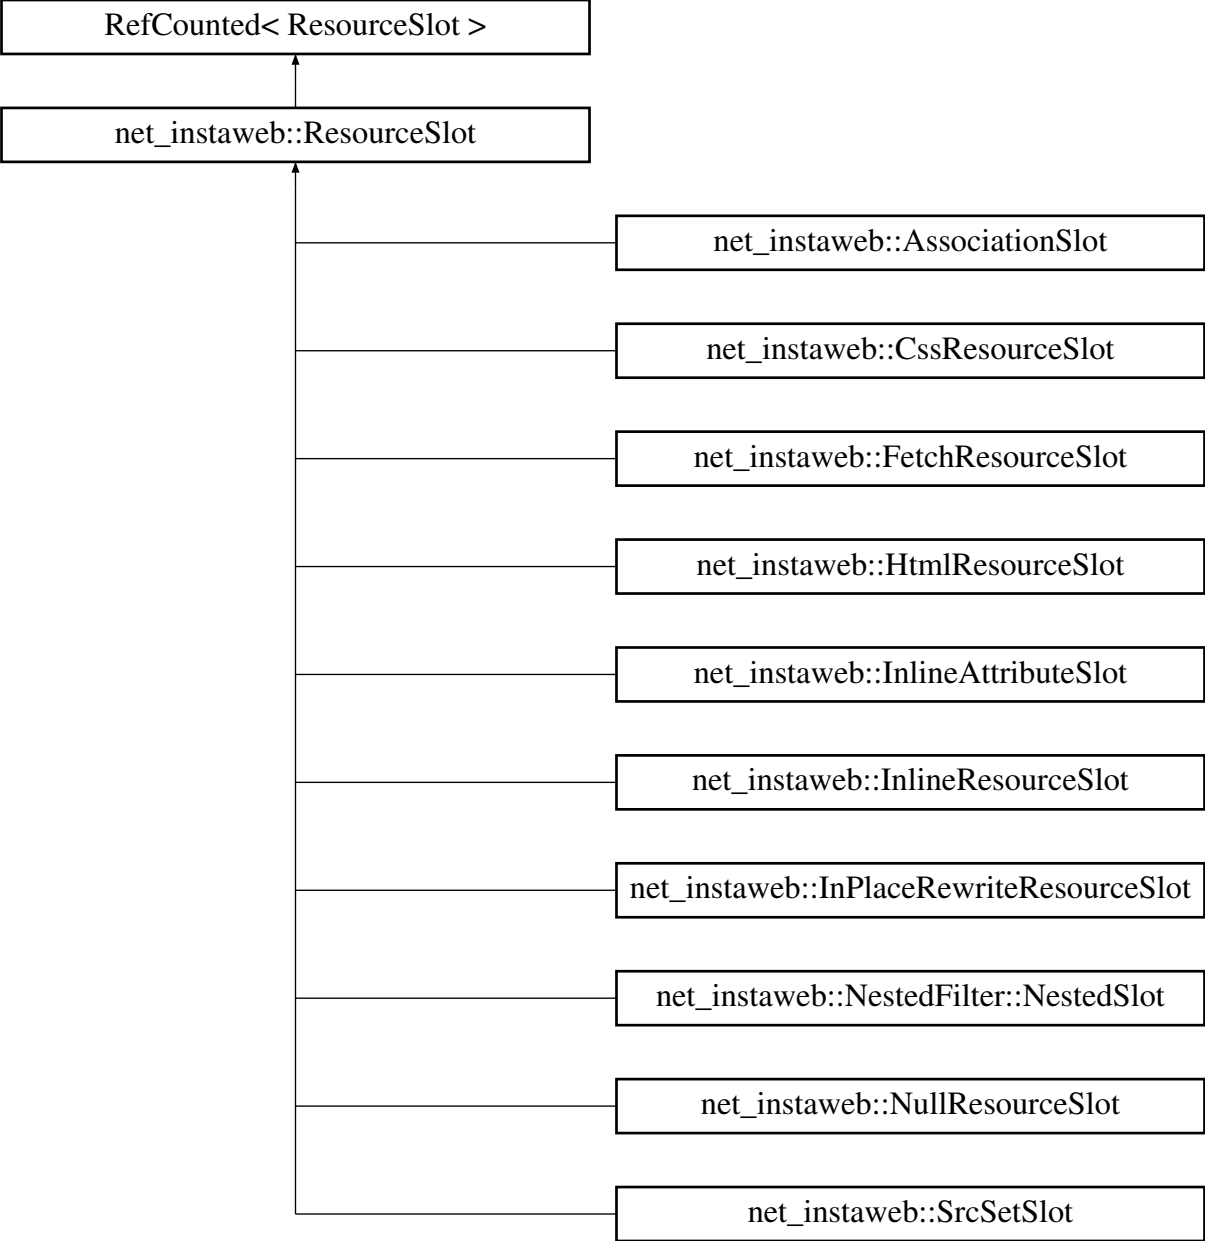 RefCounted< ResourceSlot >
net_instaweb::ResourceSlot
net_instaweb::AssociationSlot
net_instaweb::CssResourceSlot
net_instaweb::FetchResourceSlot
net_instaweb::HtmlResourceSlot
net_instaweb::InlineAttributeSlot
net_instaweb::InlineResourceSlot
net_instaweb::InPlaceRewriteResourceSlot
net_instaweb::NestedFilter::NestedSlot
net_instaweb::NullResourceSlot
net_instaweb::SrcSetSlot